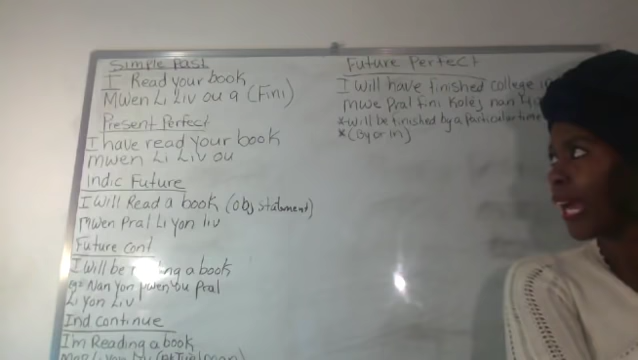 Simple Past
I Read your book
Mwen Li Liv ou a (Fini)
Present Perfect
I have read your book
Mwen Li Liv ou
Indic Future
I Will Read a book (obj statement)
Mwen Pral Li Yon Liv
Future Cont
I Will be a book
Nan Yon Pral
Li Yon Liv
Ind Continue
I'm Reading a book
Future Perfect
I Will have finished college
Mwe Pral fini Kolej nan
*Will be finished by a particular time
*(By or In)